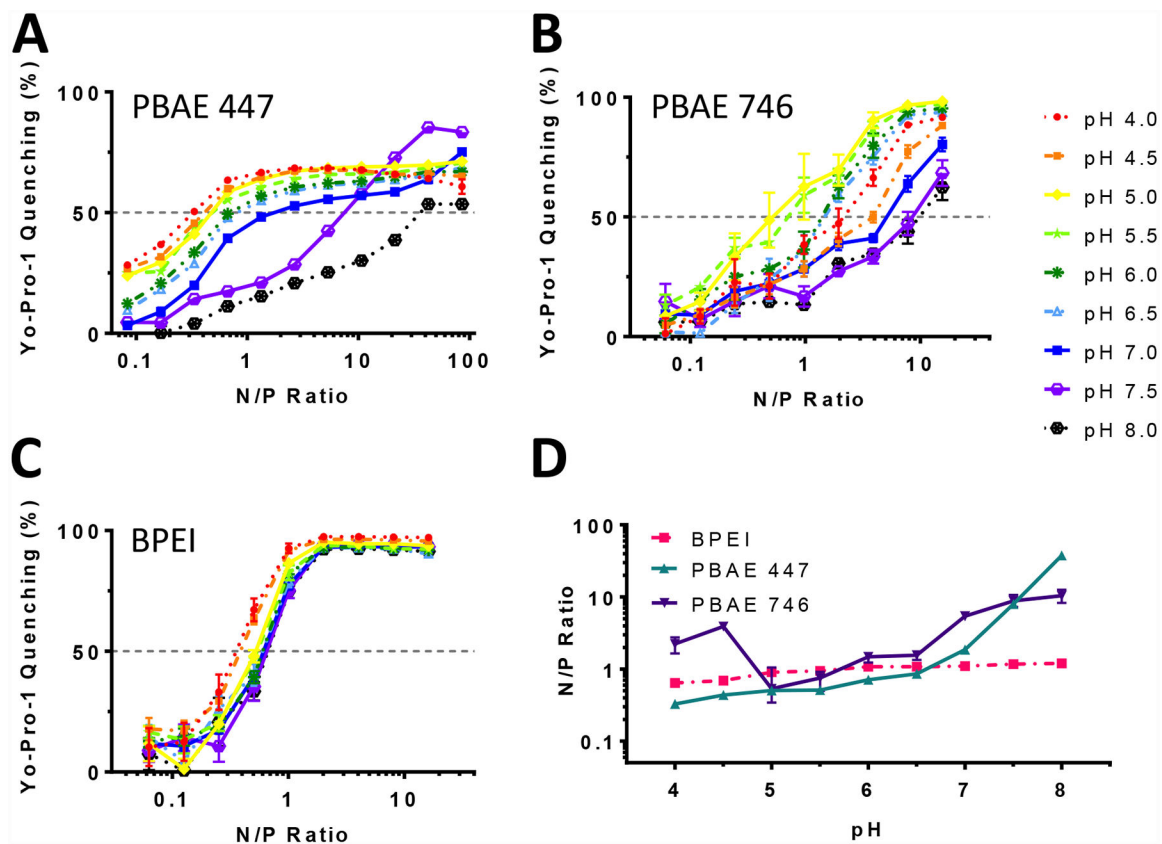 A
Yo-Pro-1 Quenching (%)
PBAE 447
100
50
0
0.1
1
10
100
N/P Ratio
B
Yo-Pro-1 Quenching (%)
PBAE 746
100
50
0
0.1
1
10
N/P Ratio
pH 4.0
pH 4.5
pH 5.0
pH 5.5
pH 6.0
pH 6.5
pH 7.0
pH 7.5
pH 8.0
C
Yo-Pro-1 Quenching (%)
BPEI
100
50
0
0.1
1
10
N/P Ratio
D
N/P Ratio
100
10
1
0.1
BPEI
PBAE 447
PBAE 746
4
5
6
7
8
pH